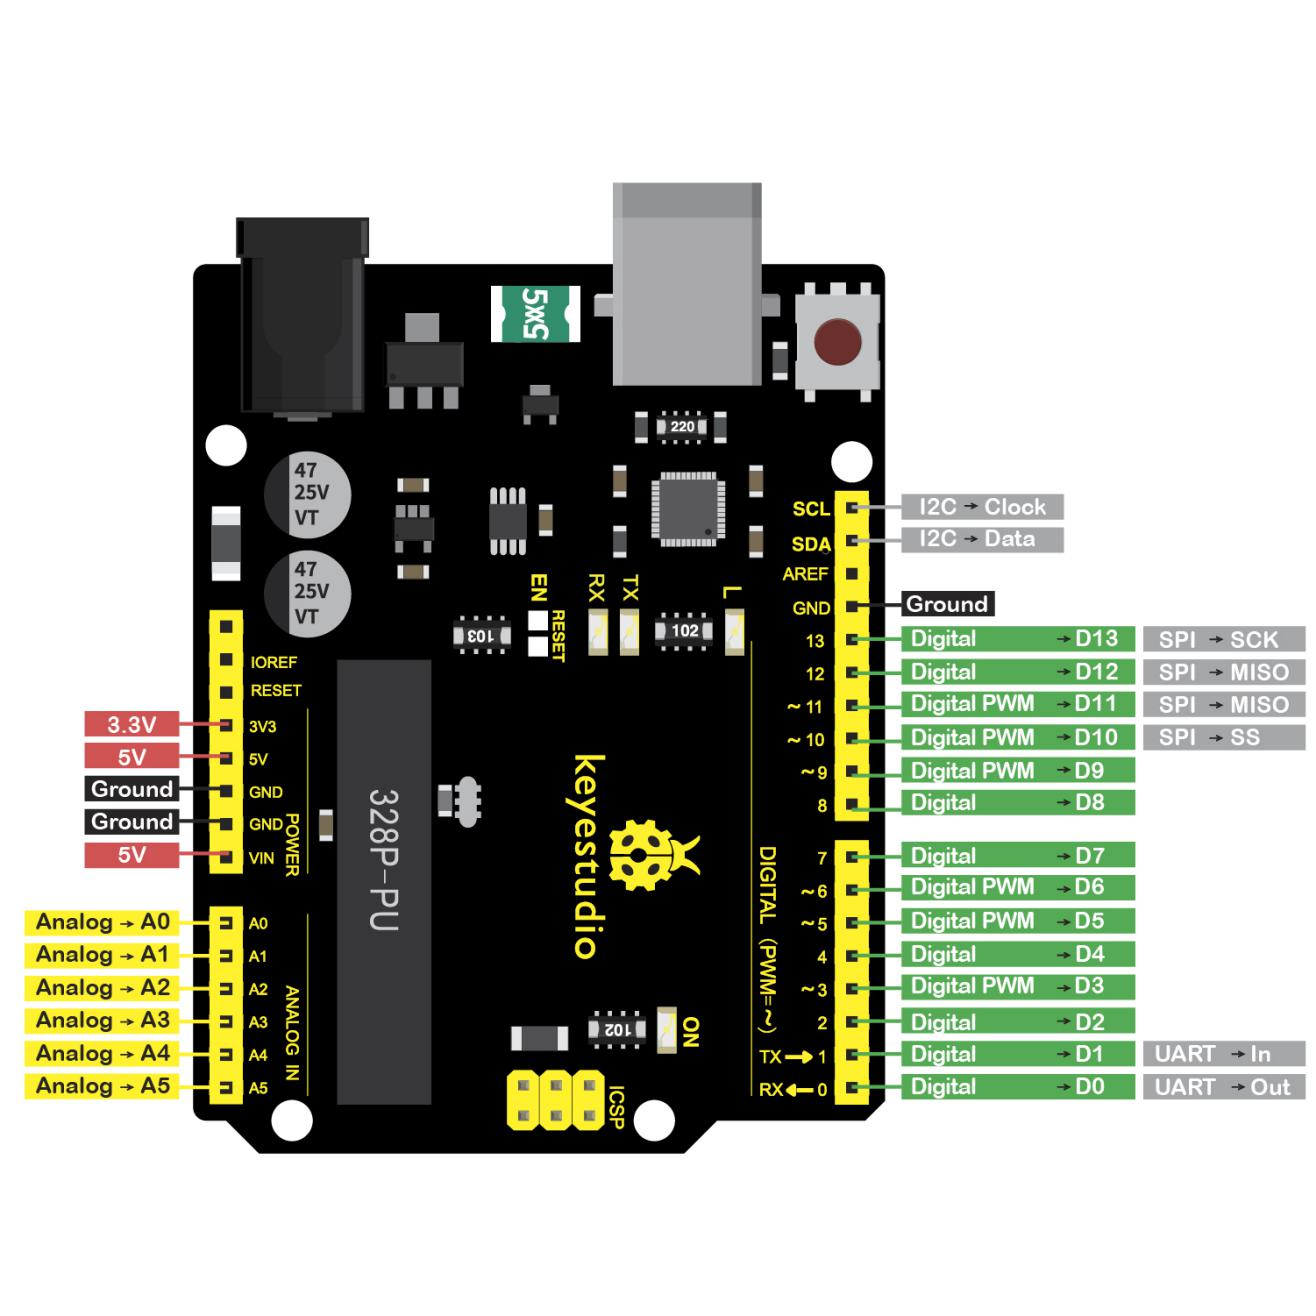 5XX5
47
25V
VT
47
25V
VT
220
103
102
EN
RESET
RX
TX
L
IOREF
RESET
3.3V 3V3
5V 5V
Ground GND
Ground GND
5V VIN
POWER
Analog → A0 A0
Analog → A1 A1
Analog → A2 A2
Analog → A3 A3
Analog → A4 A4
Analog → A5 A5
ANALOG IN
328P-PU
keyestudio
102
ON
ICSP
SCL I2C → Clock
SDA I2C → Data
AREF
GND Ground
13 Digital → D13 SPI → SCK
12 Digital → D12 SPI → MISO
~11 Digital PWM → D11 SPI → MISO
~10 Digital PWM → D10 SPI → SS
~9 Digital PWM → D9
8 Digital → D8
7 Digital → D7
~6 Digital PWM → D6
~5 Digital PWM → D5
4 Digital → D4
~3 Digital PWM → D3
2 Digital → D2
TX→1 Digital → D1 UART → In
RX←0 Digital → D0 UART → Out
DIGITAL (PWM=~)